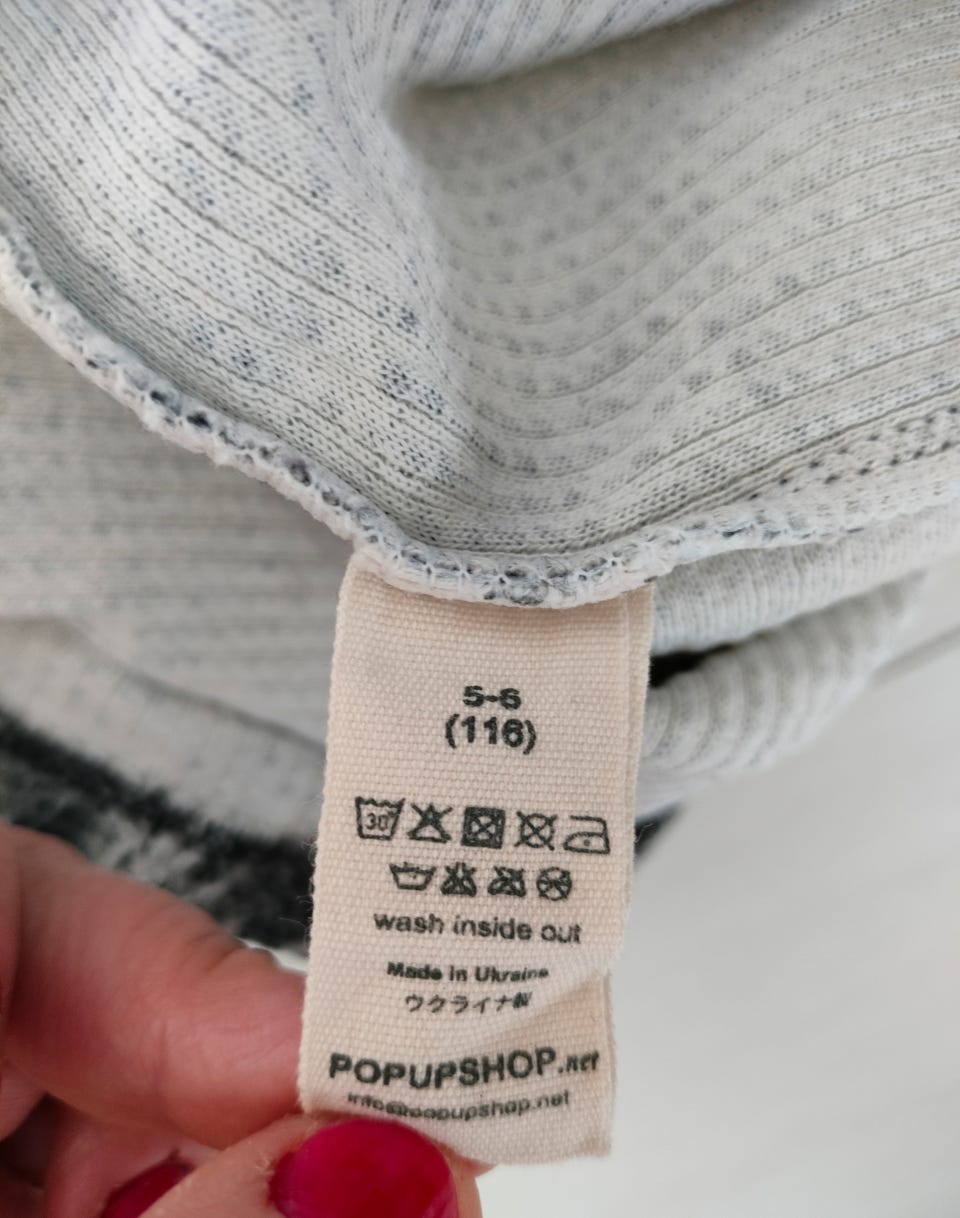 5-6
(116)
30°
wash inside out
Made in Ukraine
ウクライナ製
POPUPSHOP.net
info@popupshop.net